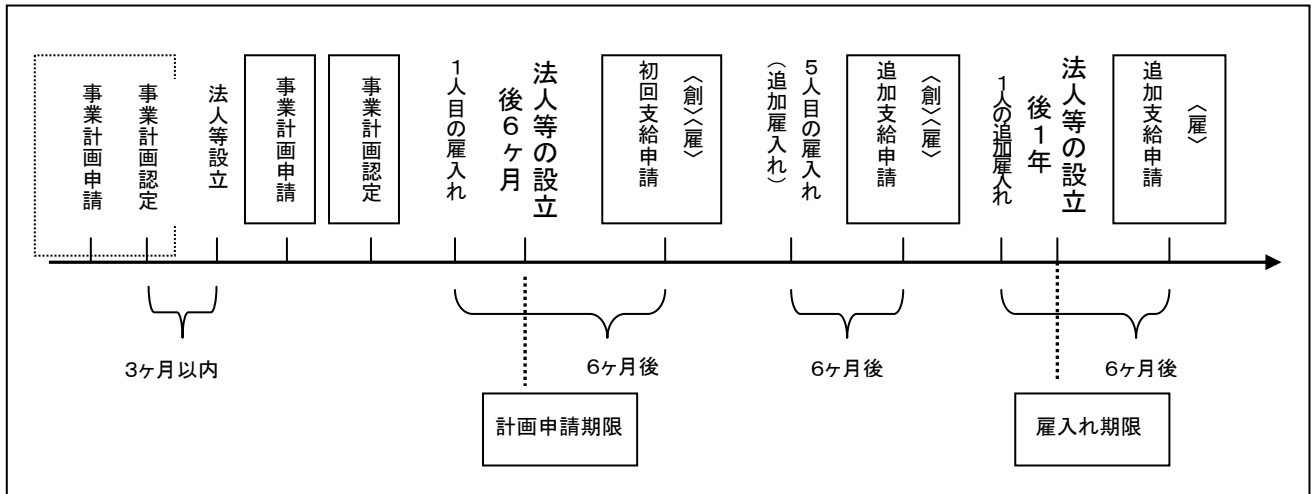 事業計画申請
事業計画認定
法人等設立
事業計画申請
事業計画認定
1人目の雇入れ
法人等の設立
後6ヶ月
〈創〉〈雇〉
初回支給申請
5人目の雇入れ
（追加雇入れ）
〈創〉〈雇〉
追加支給申請
1人の追加雇入れ
法人等の設立
後1年
〈雇〉
追加支給申請
3ヶ月以内
6ヶ月後
6ヶ月後
6ヶ月後
計画申請期限
雇入れ期限